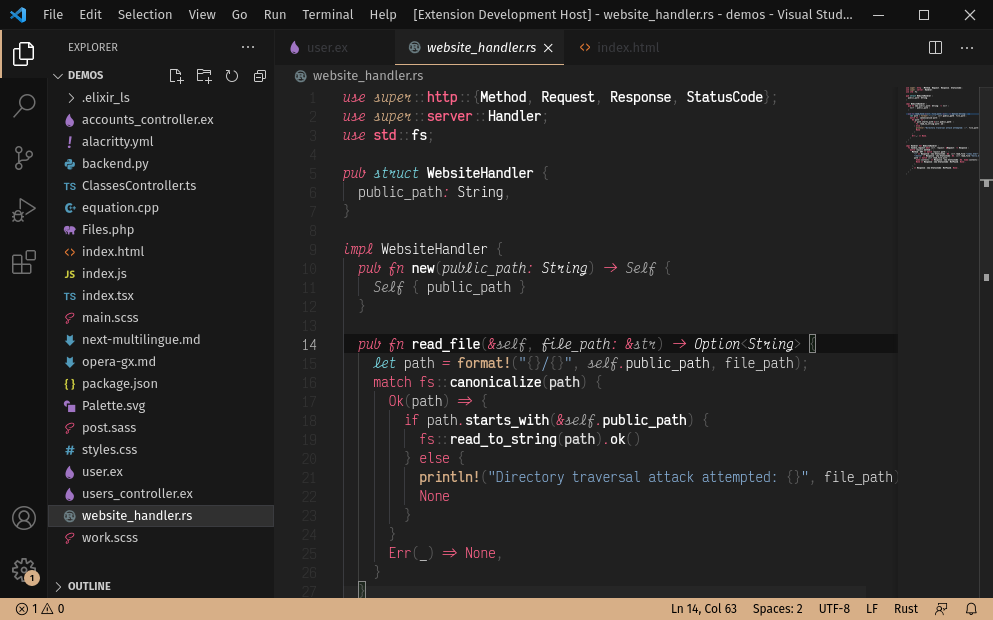 File Edit Selection View Go Run Terminal Help [Extension Development Host] - website_handler.rs - demos - Visual Stud...
EXPLORER
DEMOS
.elixir_ls
accounts_controller.ex
! alacritty.yml
backend.py
TS ClassesController.ts
equation.cpp
Files.php
<> index.html
JS index.js
TS index.tsx
main.scss
next-multilingue.md
opera-gx.md
{} package.json
Palette.svg
post.sass
# styles.css
user.ex
users_controller.ex
website_handler.rs
work.scss
OUTLINE
1
user.ex website_handler.rs <> index.html
website_handler.rs
1 use super::http::{Method, Request, Response, StatusCode};
2 use super::server::Handler;
3 use std::fs;
4
5 pub struct WebsiteHandler {
6 public_path: String,
7 }
8
9 impl WebsiteHandler {
10 pub fn new(public_path: String) -> Self {
11 Self { public_path }
12 }
13
14 pub fn read_file(&self, file_path: &str) -> Option<String> {
15 let path = format!("{}/{}", self.public_path, file_path);
16 match fs::canonicalize(path) {
17 Ok(path) => {
18 if path.starts_with(&self.public_path) {
19 fs::read_to_string(path).ok()
20 } else {
21 println!("Directory traversal attack attempted: {}", file_path)
22 None
23 }
24 }
25 Err(_) => None,
26 }
27 }
1 0 Ln 14, Col 63 Spaces: 2 UTF-8 LF Rust